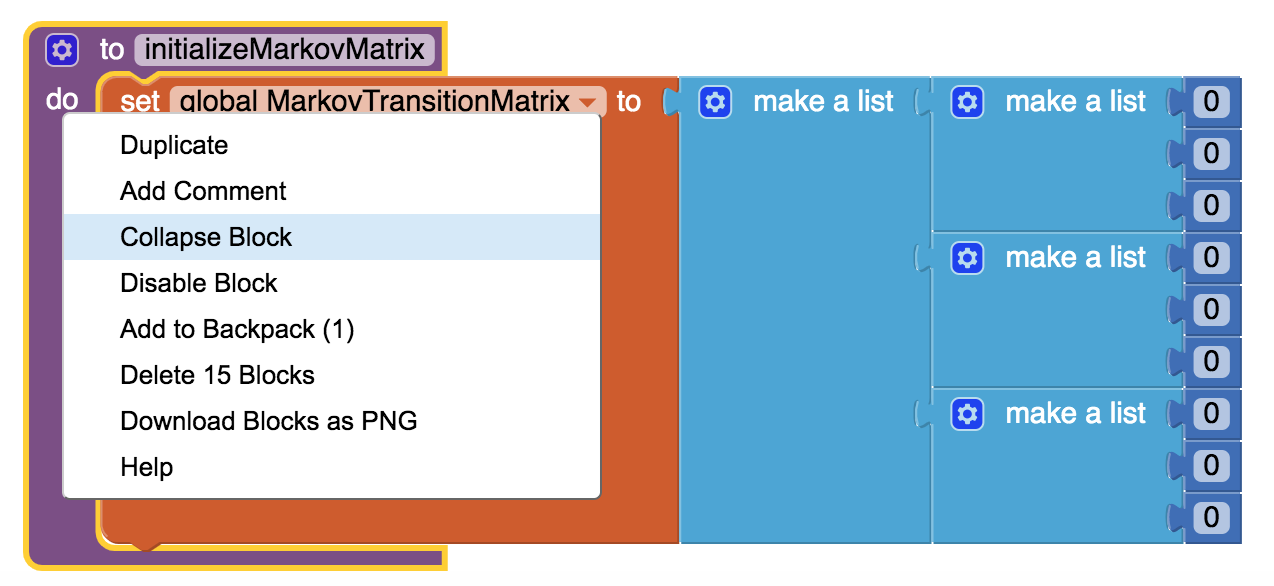 to initializeMarkovMatrix
do set global MarkovTransitionMatrix to make a list make a list 0
Duplicate
0
Add Comment
0
Collapse Block
make a list 0
Disable Block
0
Add to Backpack (1)
0
Delete 15 Blocks
make a list 0
Download Blocks as PNG
0
Help
0